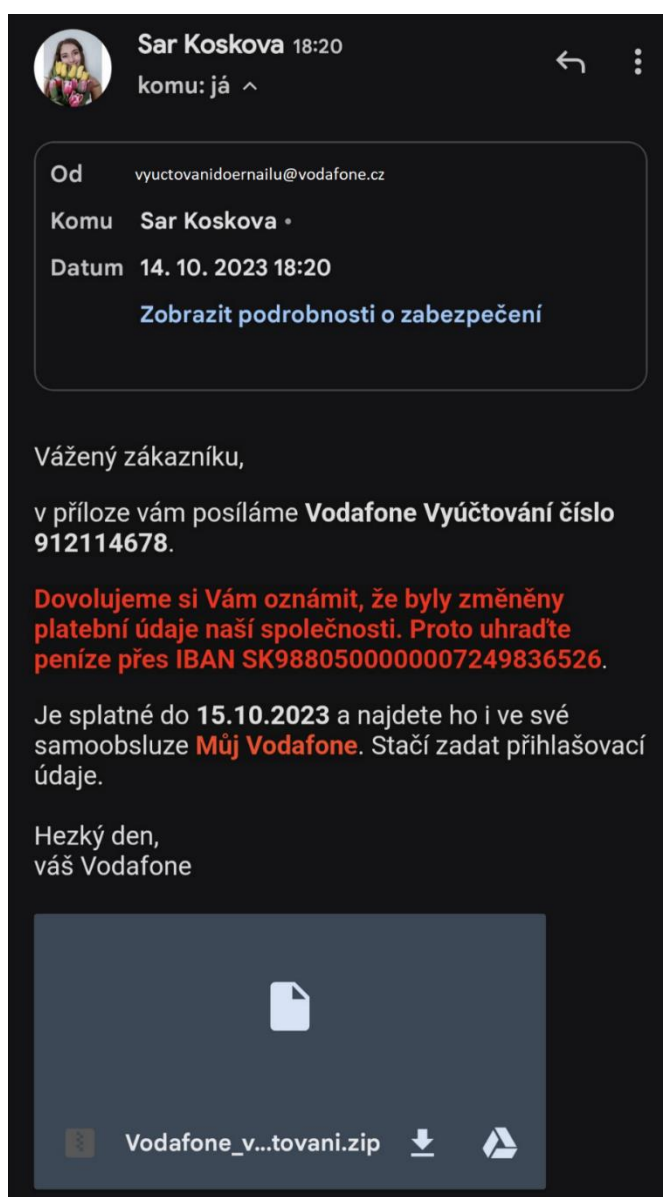 Sar Koskova 18:20
komu: já
Od vyuctovanidoernailu@vodafone.cz
Komu Sar Koskova •
Datum 14. 10. 2023 18:20
Zobrazit podrobnosti o zabezpečení
Vážený zákazníku,
v příloze vám posíláme Vodafone Vyúčtování číslo
912114678.
Dovolujeme si Vám oznámit, že byly změněny
platební údaje naší společnosti. Proto uhraďte
peníze přes IBAN SK9880500000007249836526.
Je splatné do 15.10.2023 a najdete ho i ve své
samoobsluze Můj Vodafone. Stačí zadat přihlašovací
údaje.
Hezký den,
váš Vodafone
Vodafone_v...tovani.zip